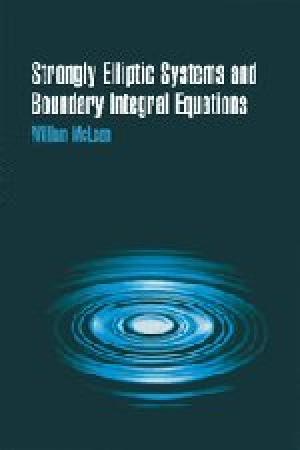 Strongly Elliptic Systems and
Boundary Integral Equations
William McLean